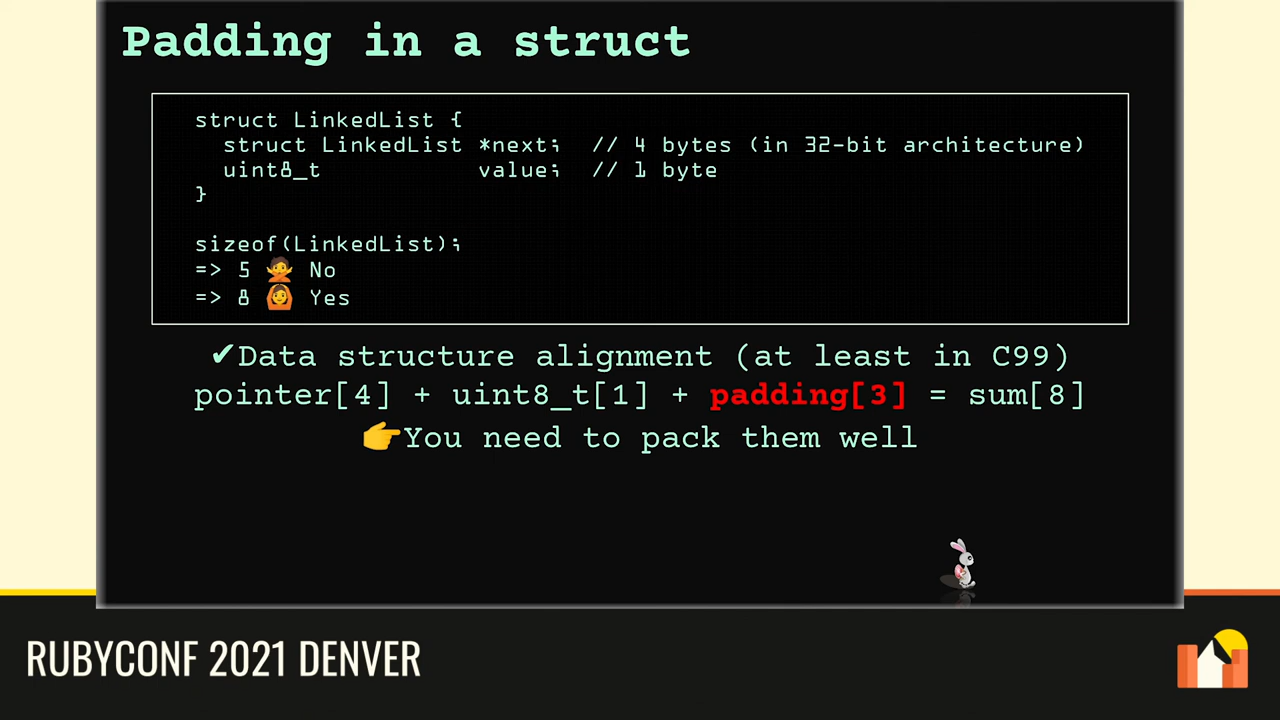 Padding in a struct
struct LinkedList {
struct LinkedList *next; // 4 bytes (in 32-bit architecture)
uint8_t value; // 1 byte
}
sizeof(LinkedList);
=> 5 🙅 No
=> 8 🙆 Yes
✔Data structure alignment (at least in C99)
pointer[4] + uint8_t[1] + padding[3] = sum[8]
👉You need to pack them well
RUBYCONF 2021 DENVER